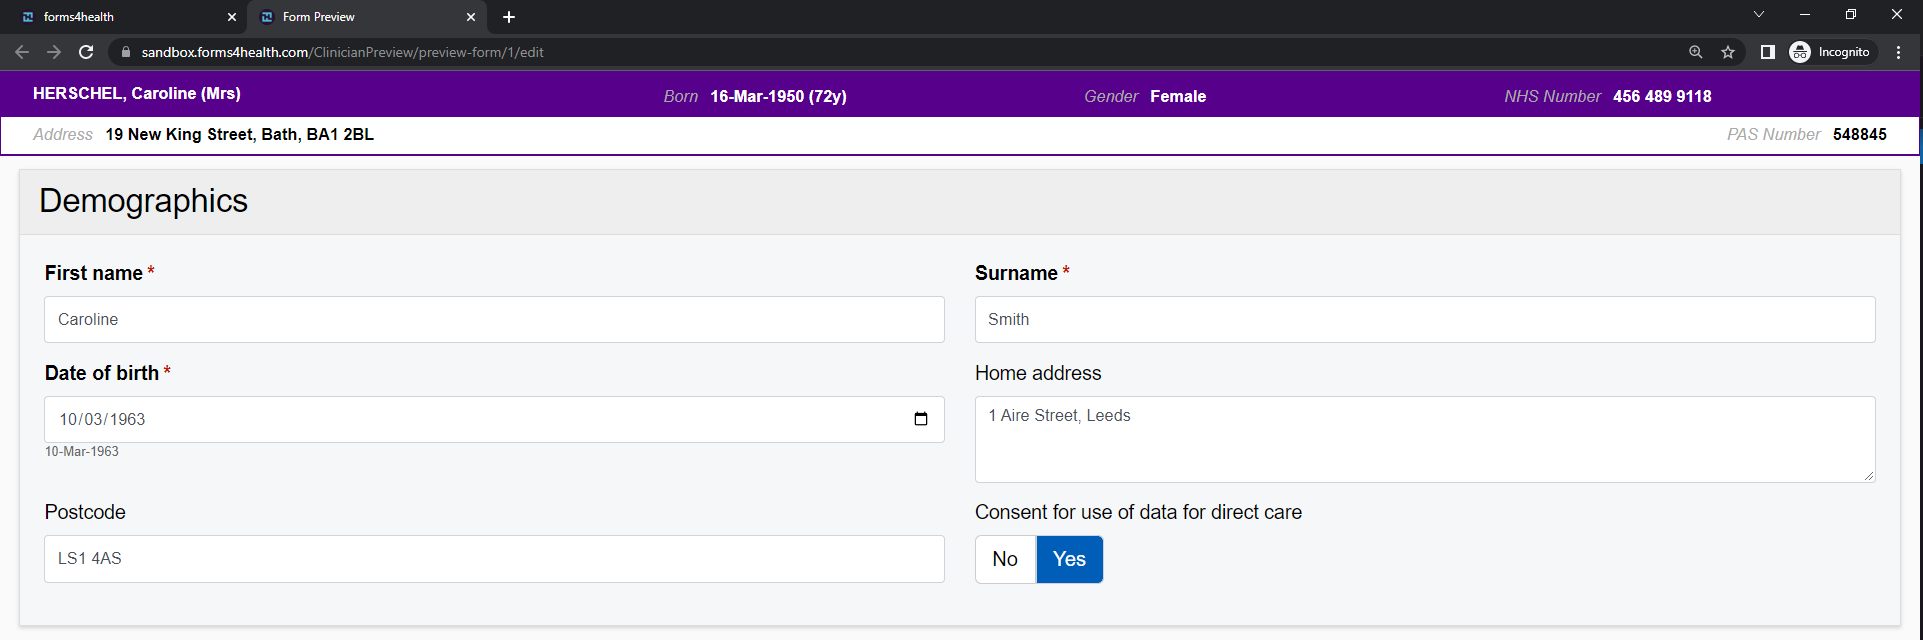 forms4health
Form Preview
sandbox.forms4health.com/ClinicianPreview/preview-form/1/edit
Incognito
HERSCHEL, Caroline (Mrs)
Born 16-Mar-1950 (72y)
Gender Female
NHS Number 456 489 9118
Address 19 New King Street, Bath, BA1 2BL
PAS Number 548845
Demographics
First name *
Surname *
Caroline
Smith
Date of birth *
Home address
10/03/1963
1 Aire Street, Leeds
10-Mar-1963
Postcode
Consent for use of data for direct care
LS1 4AS
No Yes